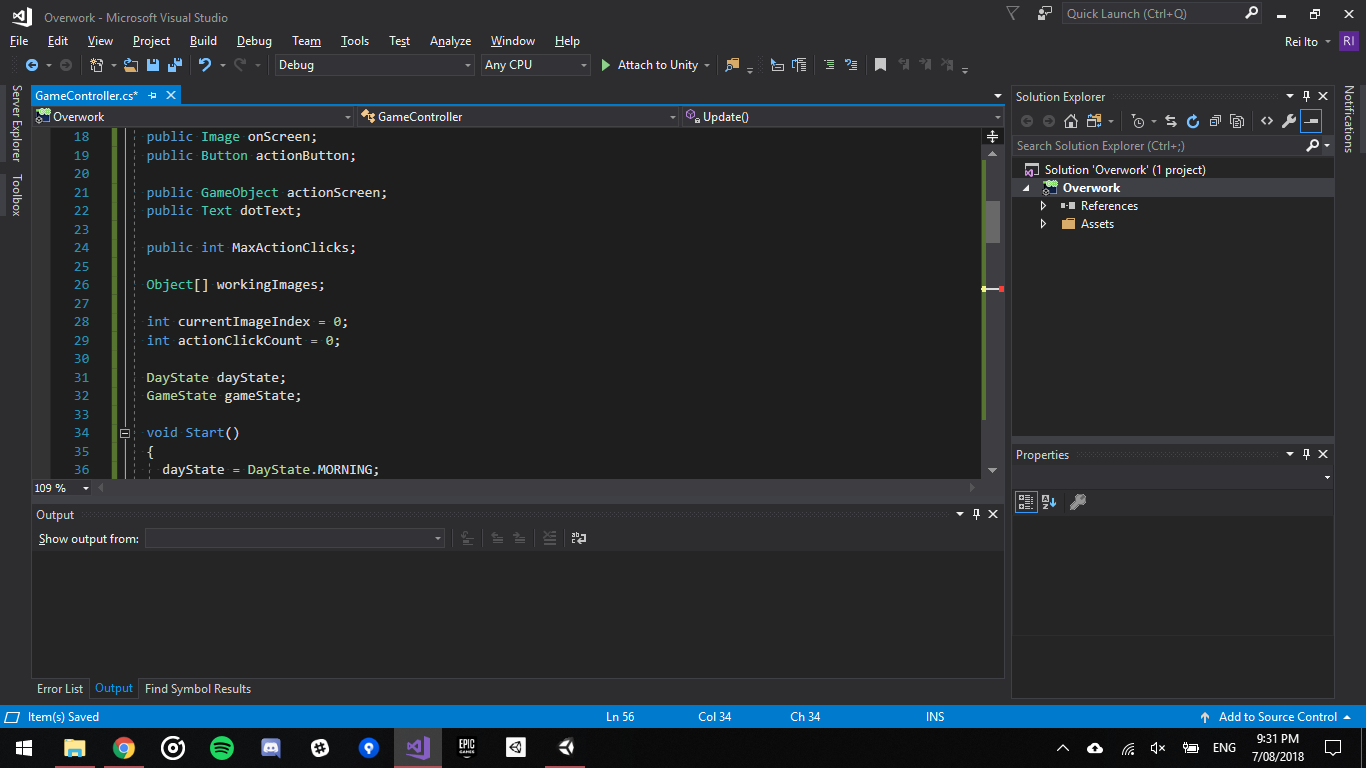 Overwork - Microsoft Visual Studio
Quick Launch (Ctrl+Q)
File Edit View Project Build Debug Team Tools Test Analyze Window Help
Rei Ito RI
Debug Any CPU Attach to Unity
Server Explorer
Toolbox
GameController.cs*
Overwork GameController Update()
18 public Image onScreen;
19 public Button actionButton;
20
21 public GameObject actionScreen;
22 public Text dotText;
23
24 public int MaxActionClicks;
25
26 Object[] workingImages;
27
28 int currentImageIndex = 0;
29 int actionClickCount = 0;
30
31 DayState dayState;
32 GameState gameState;
33
34 void Start()
35 {
36 dayState = DayState.MORNING;
109 %
Output
Show output from:
Error List Output Find Symbol Results
Solution Explorer
Search Solution Explorer (Ctrl+;)
Solution 'Overwork' (1 project)
Overwork
References
Assets
Properties
Notifications
Item(s) Saved Ln 56 Col 34 Ch 34 INS Add to Source Control
EPIC
GAMES
ENG
9:31 PM
7/08/2018